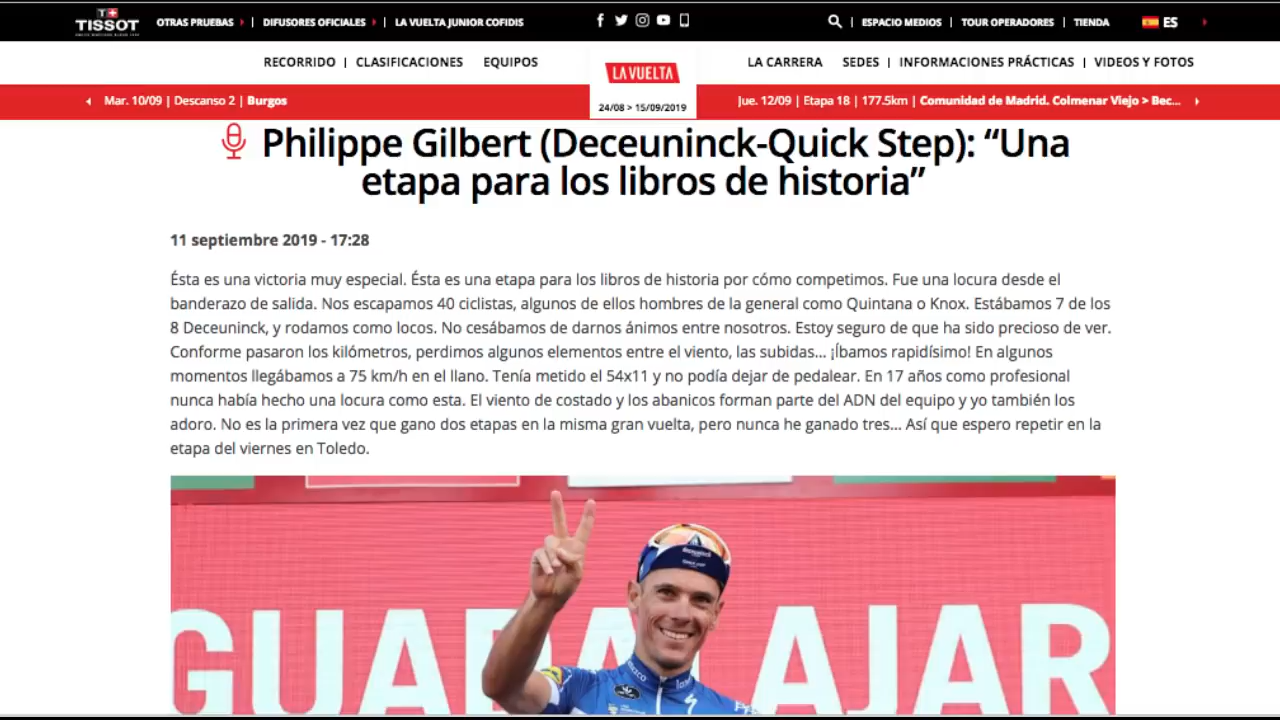 TISSOT
OTRAS PRUEBAS | DIFUSORES OFICIALES | LA VUELTA JUNIOR COFIDIS
ESPACIO MEDIOS | TOUR OPERADORES | TIENDA
ES
RECORRIDO | CLASIFICACIONES EQUIPOS
LA VUELTA
LA CARRERA SEDES | INFORMACIONES PRÁCTICAS | VIDEOS Y FOTOS
Mar. 10/09 | Descanso 2 | Burgos
24/08 > 15/09/2019
Jue. 12/09 | Etapa 18 | 177.5km | Comunidad de Madrid. Colmenar Viejo > Bec...
Philippe Gilbert (Deceuninck-Quick Step): “Una
etapa para los libros de historia”
11 septiembre 2019 - 17:28
Ésta es una victoria muy especial. Ésta es una etapa para los libros de historia por cómo competimos. Fue una locura desde el
banderazo de salida. Nos escapamos 40 ciclistas, algunos de ellos hombres de la general como Quintana o Knox. Estábamos 7 de los
8 Deceuninck, y rodamos como locos. No cesábamos de darnos ánimos entre nosotros. Estoy seguro de que ha sido precioso de ver.
Conforme pasaron los kilómetros, perdimos algunos elementos entre el viento, las subidas... ¡Íbamos rapidísimo! En algunos
momentos llegábamos a 75 km/h en el llano. Tenía metido el 54x11 y no podía dejar de pedalear. En 17 años como profesional
nunca había hecho una locura como esta. El viento de costado y los abanicos forman parte del ADN del equipo y yo también los
adoro. No es la primera vez que gano dos etapas en la misma gran vuelta, pero nunca he ganado tres... Así que espero repetir en la
etapa del viernes en Toledo.
GUADALAJAR